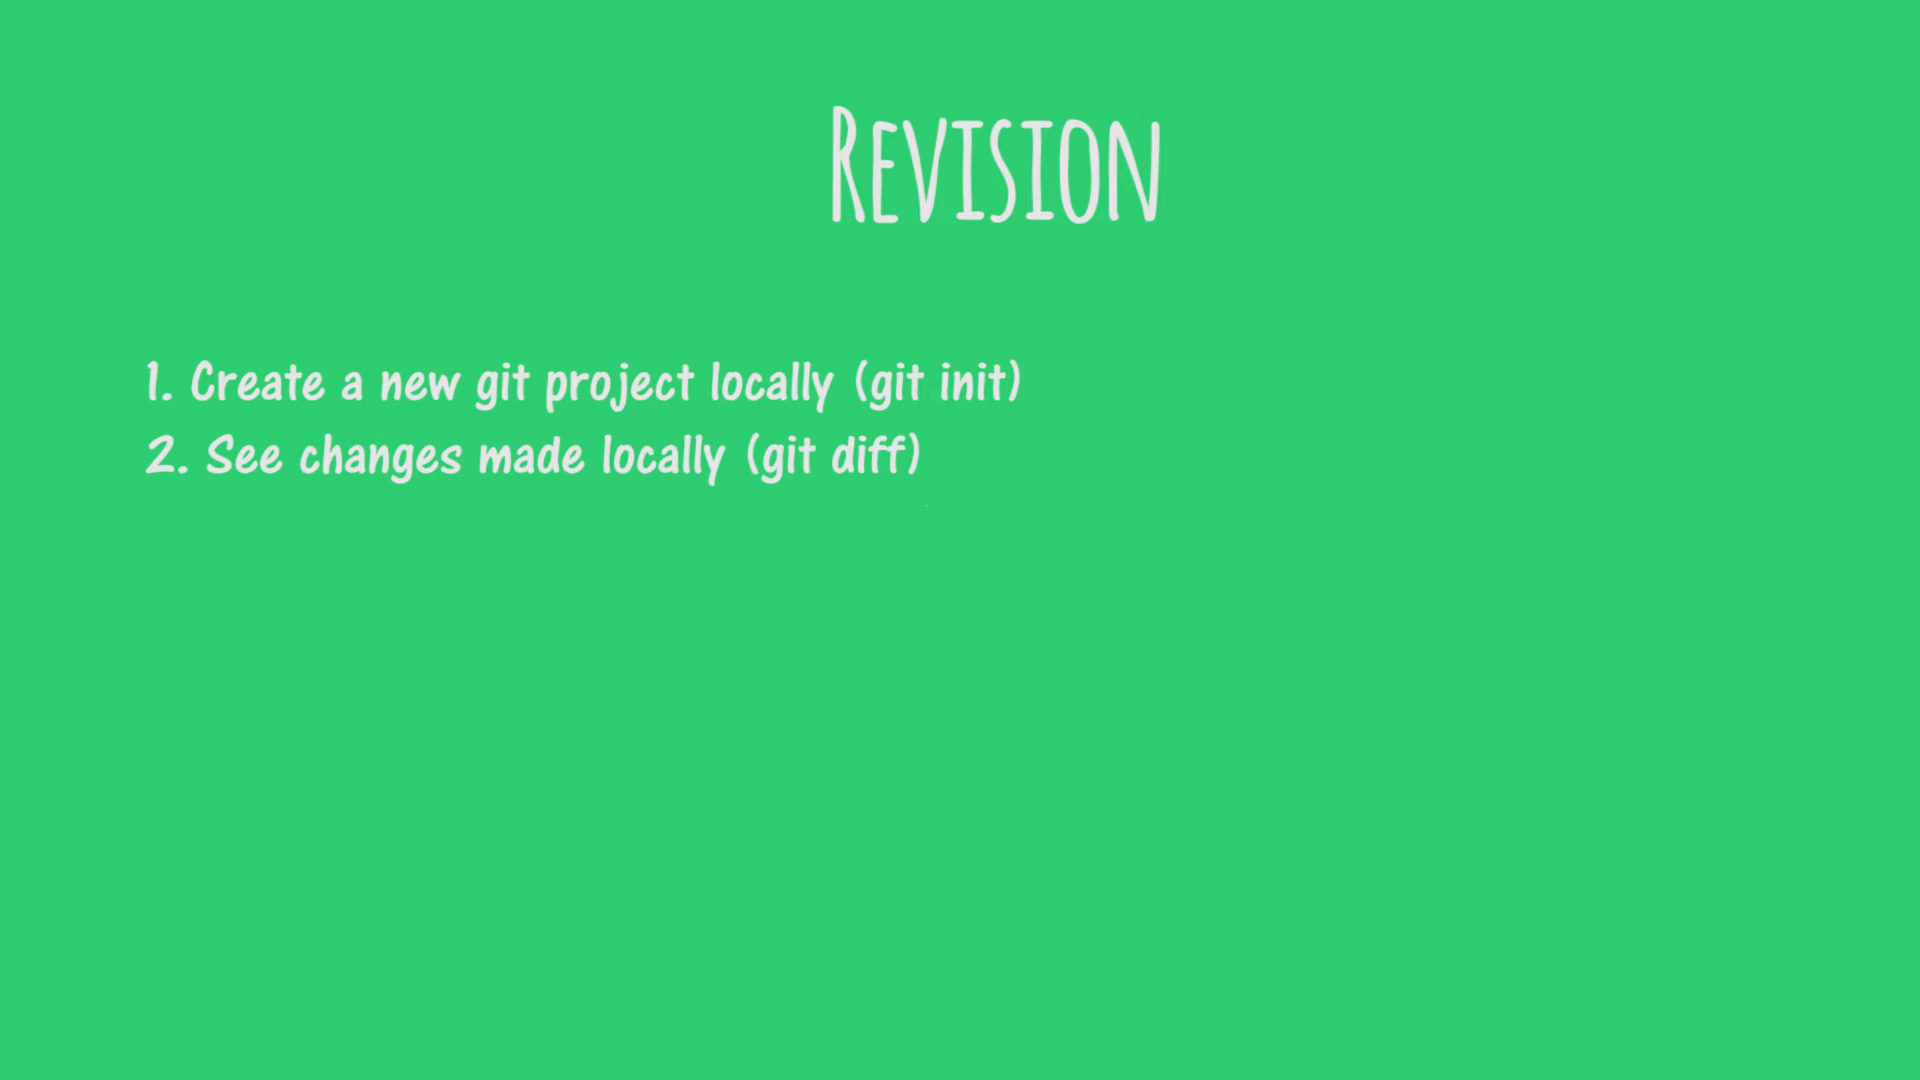 REVISION
1. Create a new git project locally (git init)
2. See changes made locally (git diff)